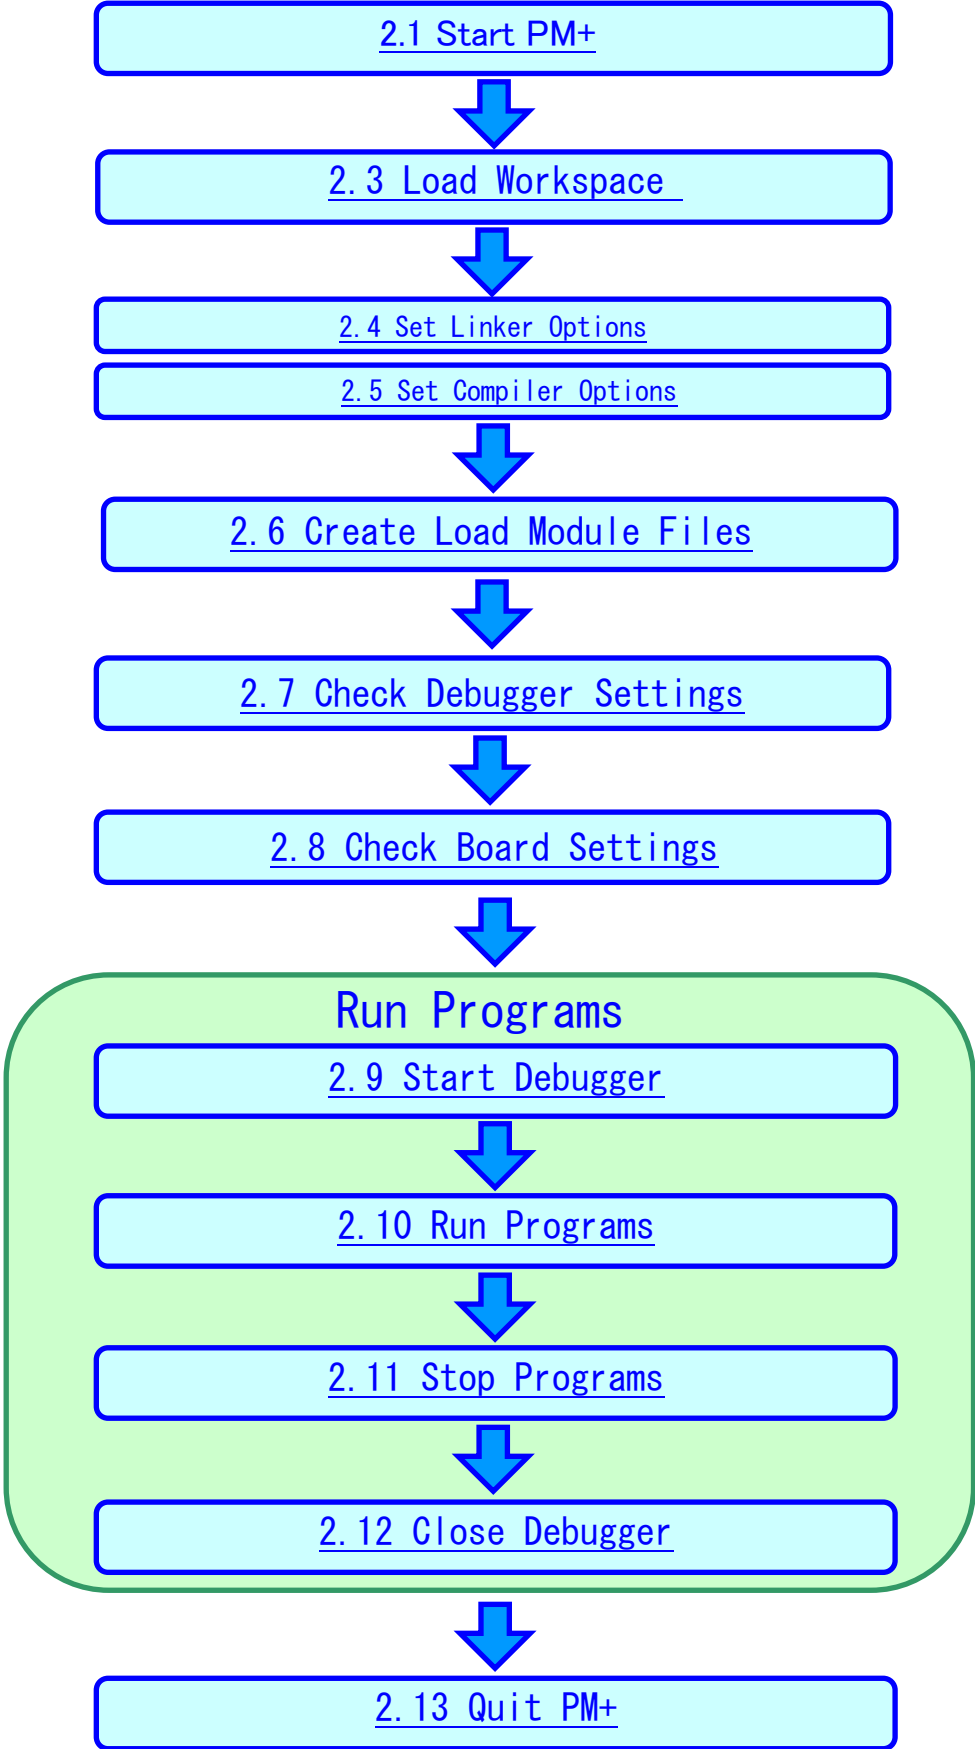 2.1 Start PM+
2.3 Load Workspace
2.4 Set Linker Options
2.5 Set Compiler Options
2.6 Create Load Module Files
2.7 Check Debugger Settings
2.8 Check Board Settings
Run Programs
2.9 Start Debugger
2.10 Run Programs
2.11 Stop Programs
2.12 Close Debugger
2.13 Quit PM+